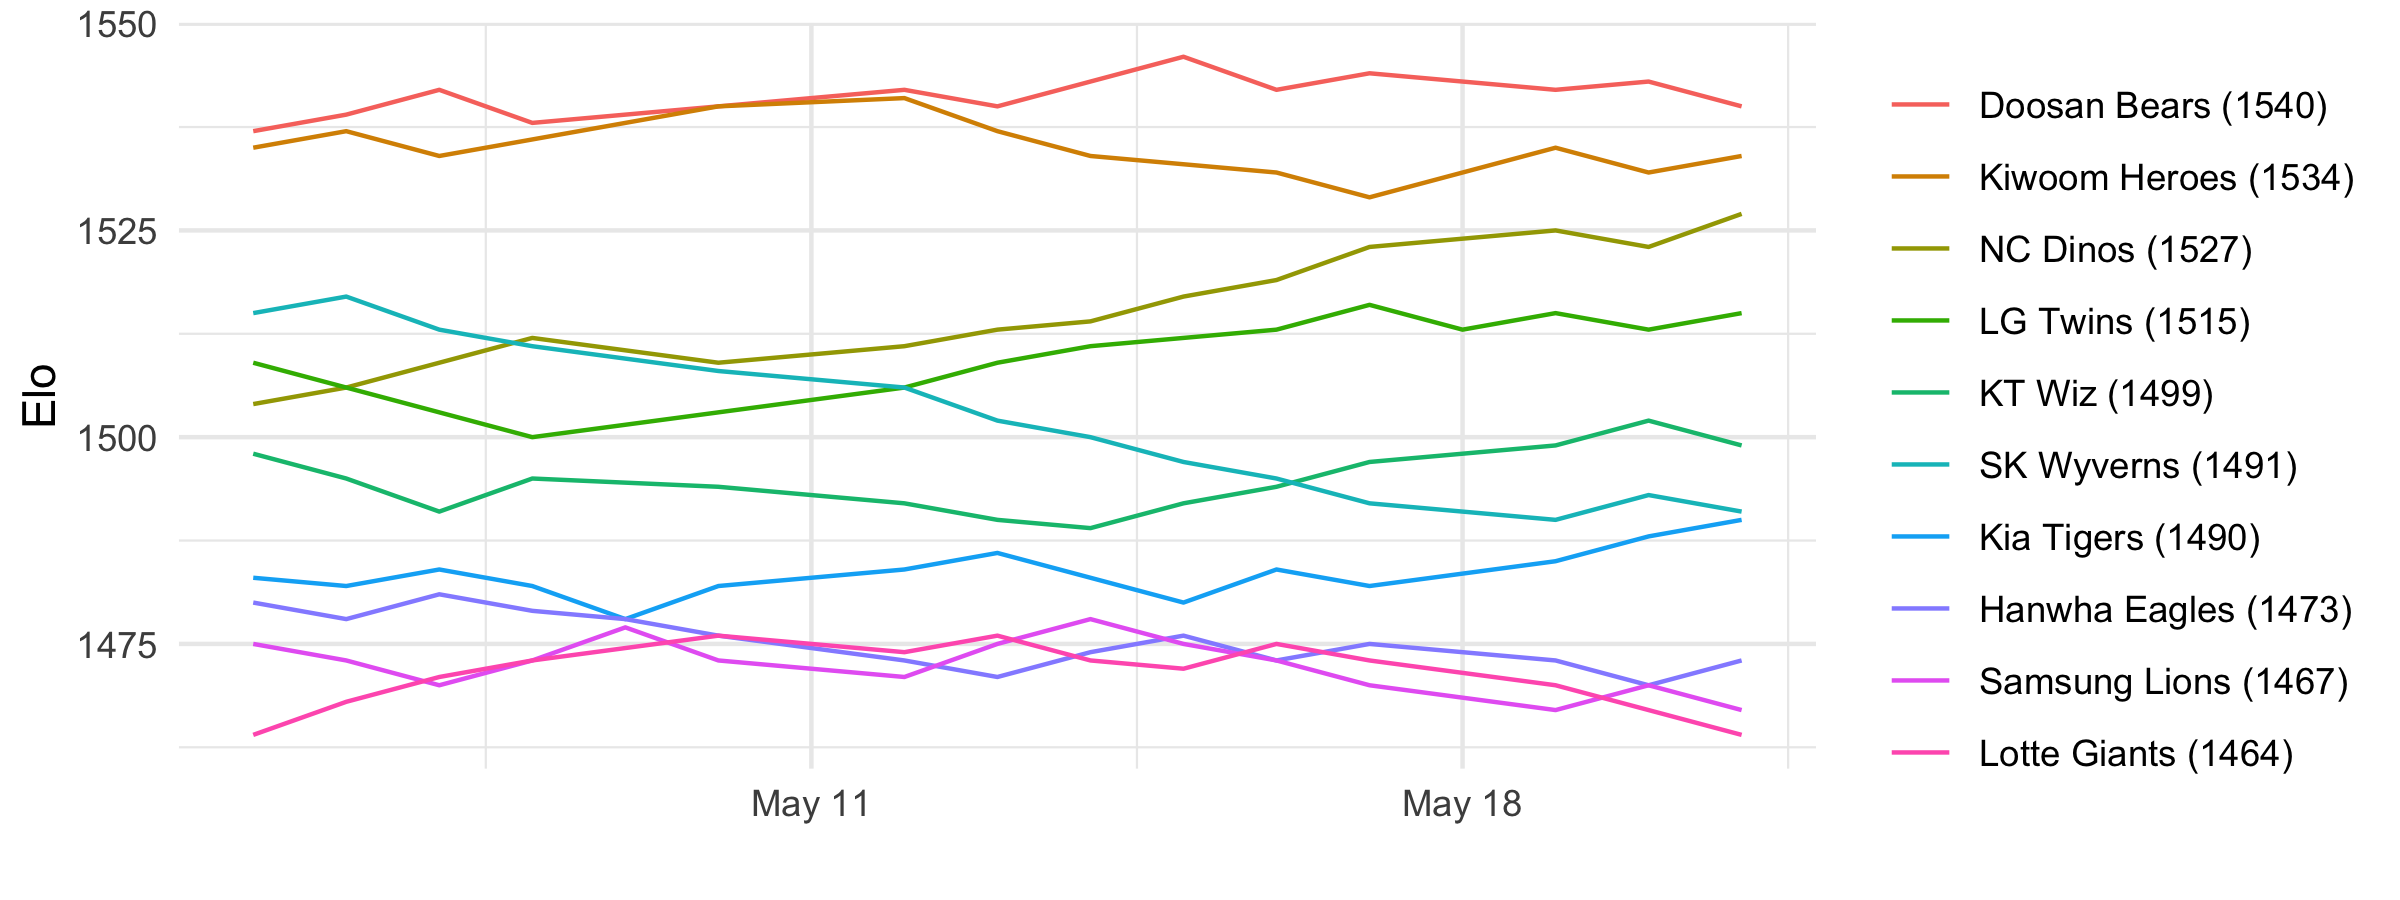 1550
1525
1500
1475
Elo
May 11
May 18
Doosan Bears (1540)
Kiwoom Heroes (1534)
NC Dinos (1527)
LG Twins (1515)
KT Wiz (1499)
SK Wyverns (1491)
Kia Tigers (1490)
Hanwha Eagles (1473)
Samsung Lions (1467)
Lotte Giants (1464)